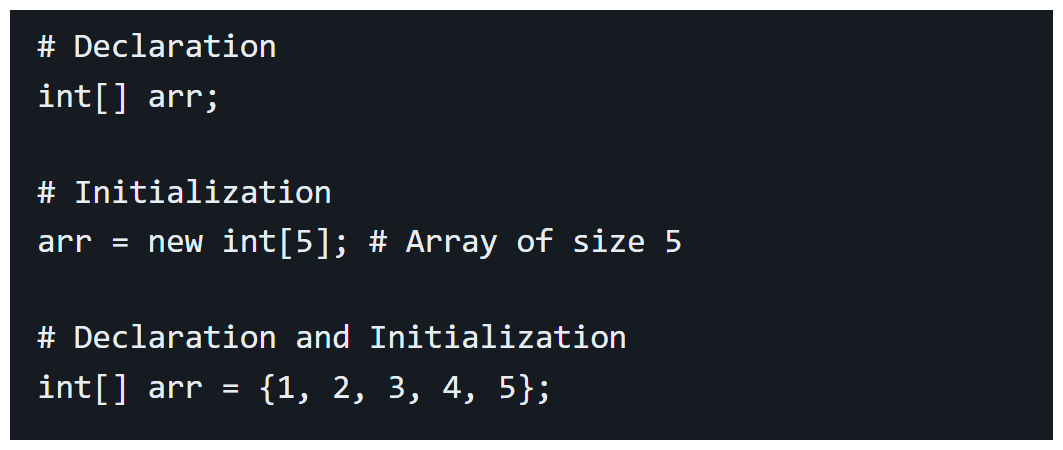 # Declaration
int[] arr;
# Initialization
arr = new int[5]; # Array of size 5
# Declaration and Initialization
int[] arr = {1, 2, 3, 4, 5};